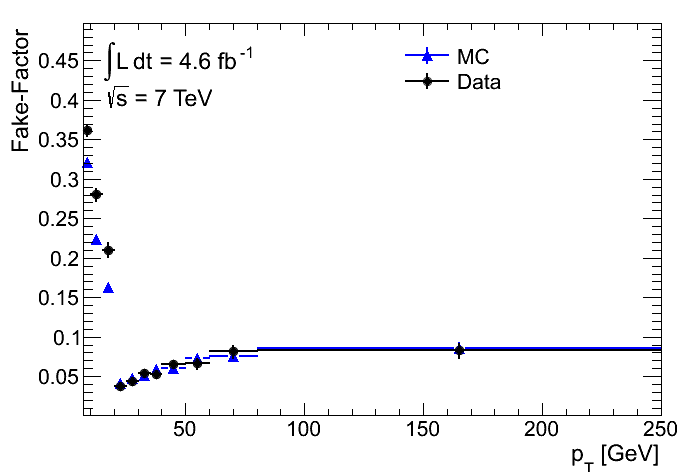 Fake-Factor
∫L dt = 4.6 fb⁻¹
√s = 7 TeV
MC
Data
0.45
0.4
0.35
0.3
0.25
0.2
0.15
0.1
0.05
50 100 150 200 250
p_T [GeV]